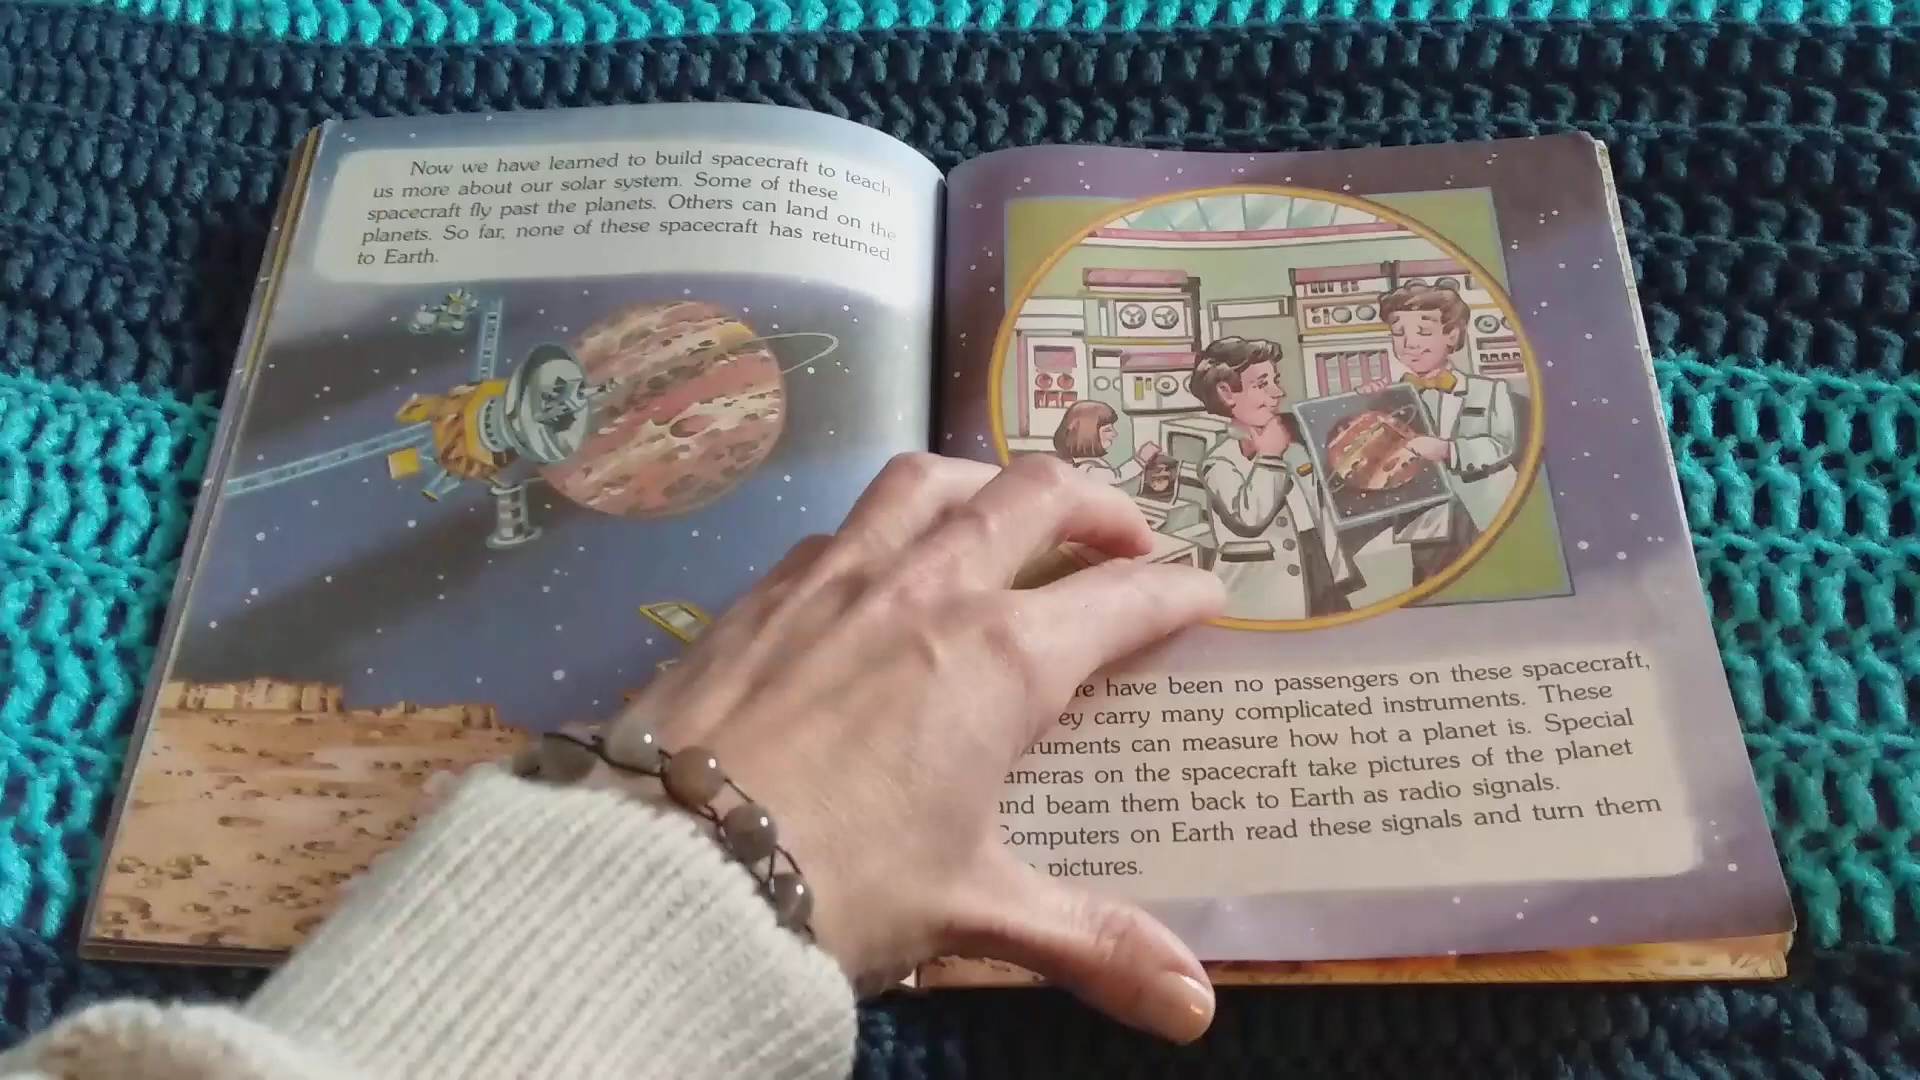 Now we have learned to build spacecraft to teach
us more about our solar system. Some of these
spacecraft fly past the planets. Others can land on the
planets. So far, none of these spacecraft has returned
to Earth.
re have been no passengers on these spacecraft,
ey carry many complicated instruments. These
ruments can measure how hot a planet is. Special
ameras on the spacecraft take pictures of the planet
and beam them back to Earth as radio signals.
Computers on Earth read these signals and turn them
pictures.